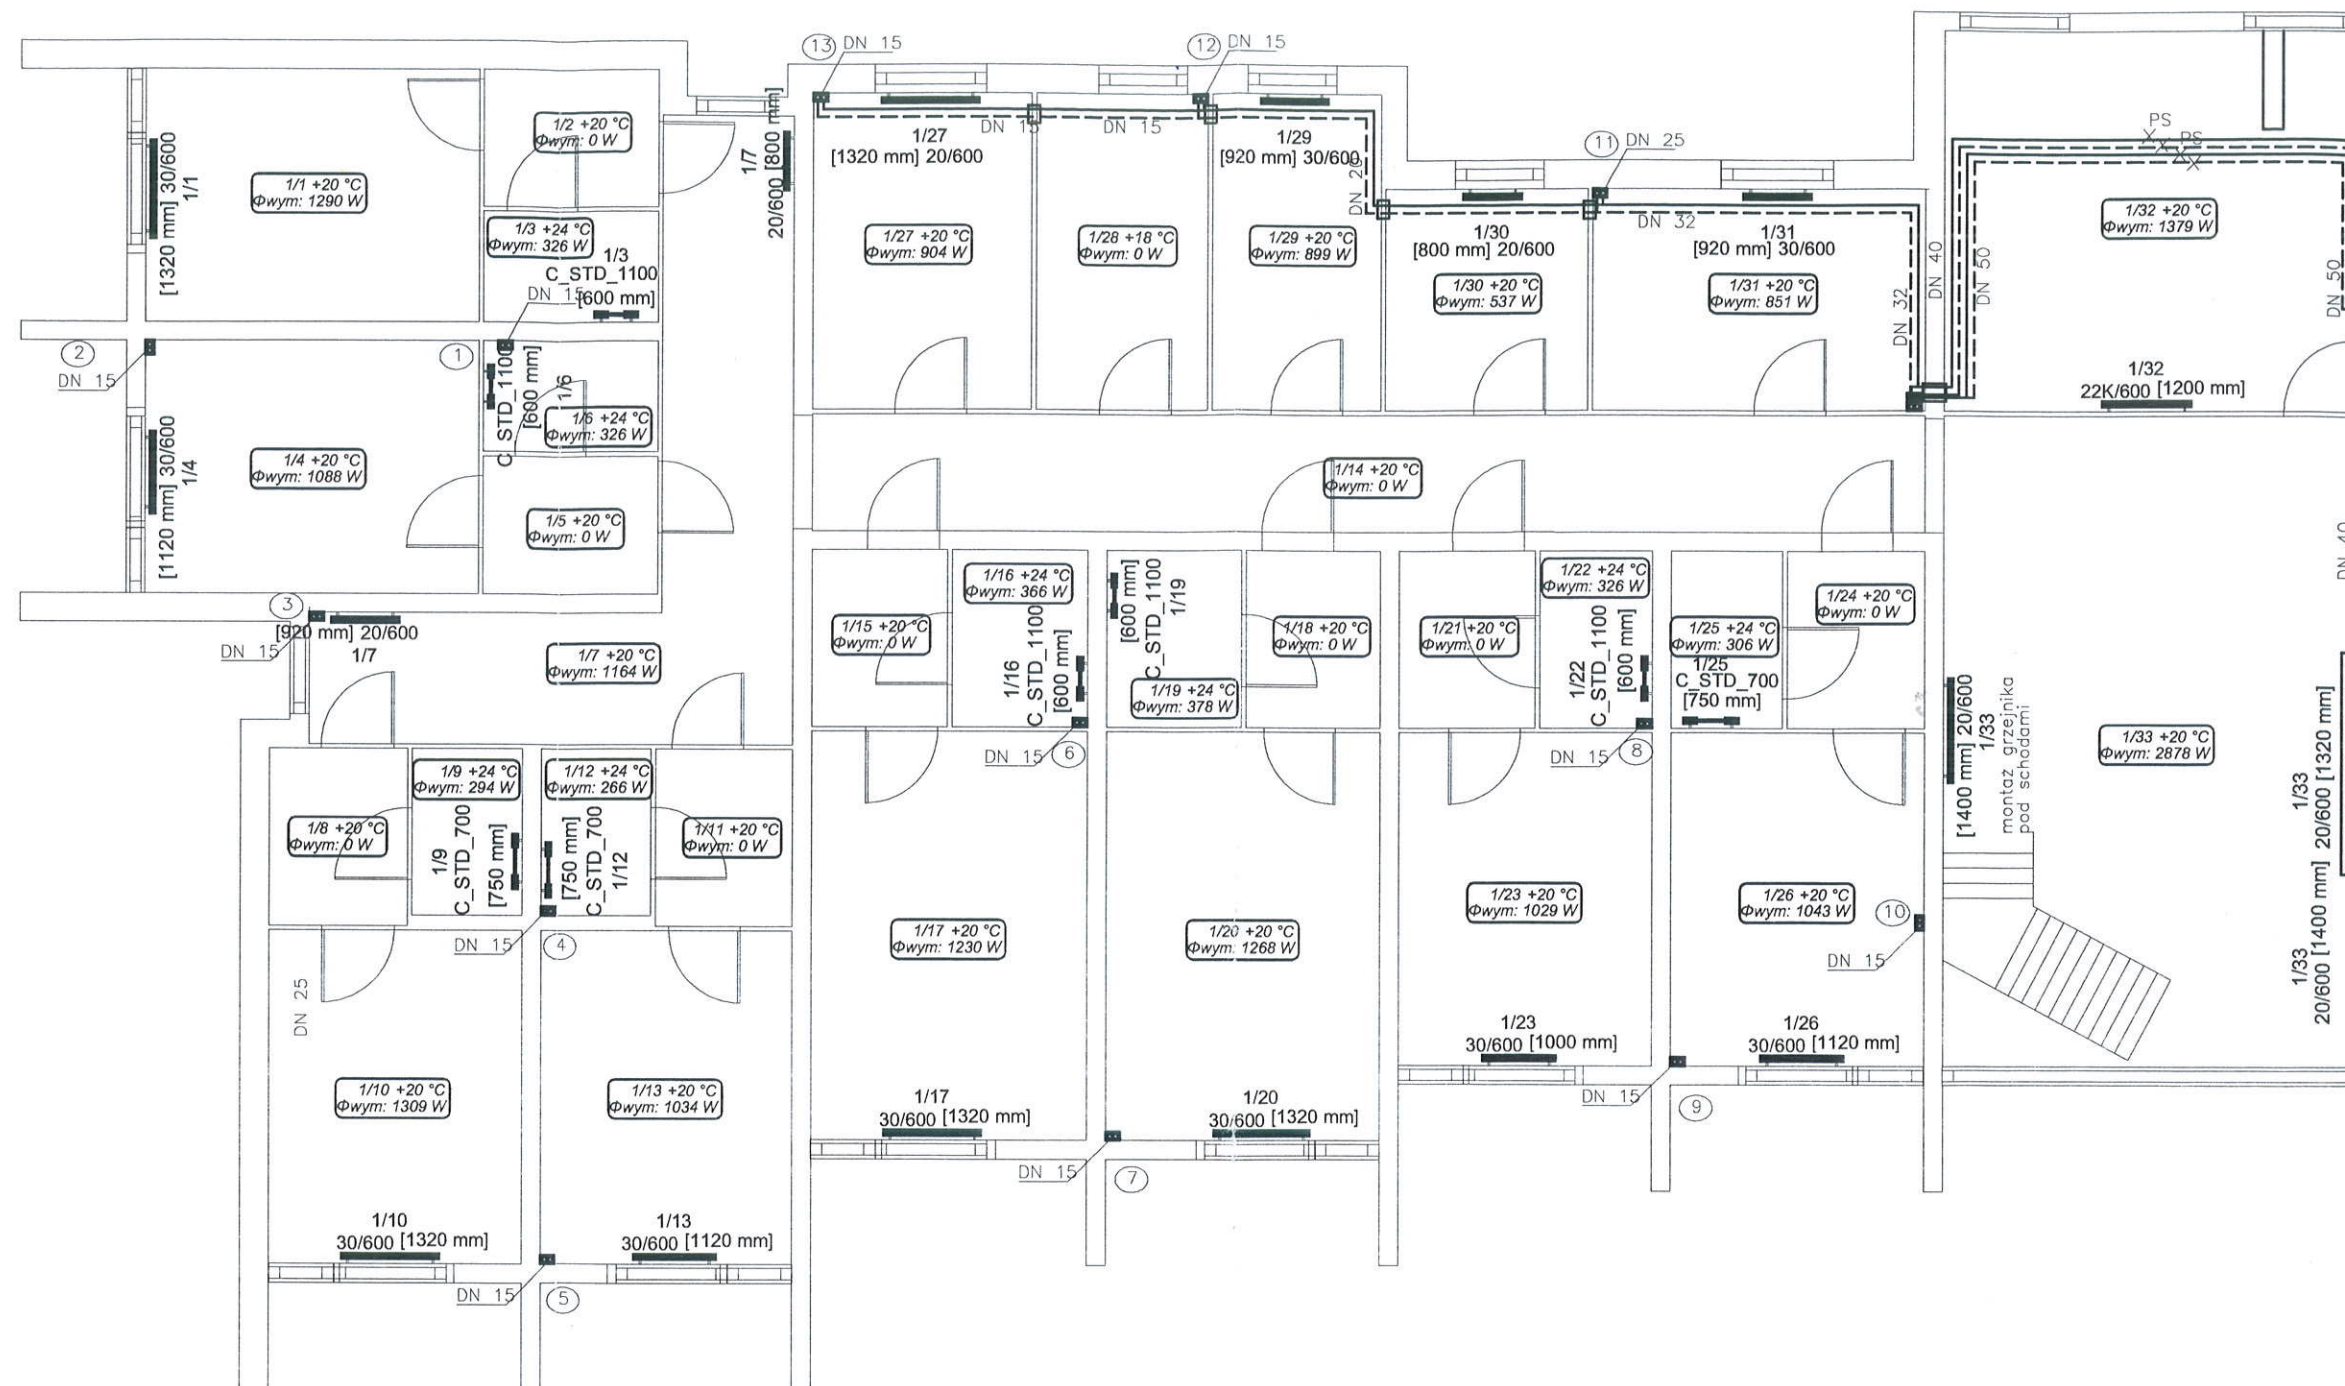 13 DN 15
12 DN 15
11 DN 25
PS
PS
1/1 +20 °C
Φwym: 1290 W
[1320 mm] 30/600
1/1
1/2 +20 °C
Φwym: 0 W
1/3 +24 °C
Φwym: 326 W
1/3
C_STD_1100
[600 mm]
DN 15
1
1/7
20/600 [800 mm]
1/27
[1320 mm] 20/600
DN 15
DN 15
1/27 +20 °C
Φwym: 904 W
1/28 +18 °C
Φwym: 0 W
1/29
[920 mm] 30/600
1/29 +20 °C
Φwym: 899 W
DN 20
1/30
[800 mm] 20/600
1/30 +20 °C
Φwym: 537 W
DN 32
1/31
[920 mm] 30/600
1/31 +20 °C
Φwym: 851 W
DN 32
DN 40
DN 50
1/32 +20 °C
Φwym: 1379 W
DN 50
1/32
22K/600 [1200 mm]
2
DN 15
1/4 +20 °C
Φwym: 1088 W
[1120 mm] 30/600
1/4
C_STD_1100
[600 mm]
1/6
1/6 +24 °C
Φwym: 326 W
1/5 +20 °C
Φwym: 0 W
1/14 +20 °C
Φwym: 0 W
DN 40
3
[920 mm] 20/600
1/7
DN 15
1/7 +20 °C
Φwym: 1164 W
1/15 +20 °C
Φwym: 0 W
1/16 +24 °C
Φwym: 366 W
1/16
C_STD_1100
[600 mm]
DN 15
6
[600 mm]
C_STD_1100
1/19
1/19 +24 °C
Φwym: 378 W
1/18 +20 °C
Φwym: 0 W
1/21 +20 °C
Φwym: 0 W
1/22 +24 °C
Φwym: 326 W
1/22
C_STD_1100
[600 mm]
DN 15
8
1/25 +24 °C
Φwym: 306 W
1/25
C_STD_700
[750 mm]
1/24 +20 °C
Φwym: 0 W
[1400 mm] 20/600
1/33
montaż grzejnika
pod schodami
1/33 +20 °C
Φwym: 2878 W
1/33
20/600 [1320 mm]
1/33
20/600 [1400 mm]
1/8 +20 °C
Φwym: 0 W
1/9 +24 °C
Φwym: 294 W
1/9
C_STD_700
[750 mm]
1/12 +24 °C
Φwym: 266 W
[750 mm]
C_STD_700
1/12
1/11 +20 °C
Φwym: 0 W
DN 15
4
DN 25
1/17 +20 °C
Φwym: 1230 W
1/20 +20 °C
Φwym: 1268 W
1/23 +20 °C
Φwym: 1029 W
1/26 +20 °C
Φwym: 1043 W
10
DN 15
1/23
30/600 [1000 mm]
1/26
30/600 [1120 mm]
DN 15
9
1/10 +20 °C
Φwym: 1309 W
1/13 +20 °C
Φwym: 1034 W
1/17
30/600 [1320 mm]
1/20
30/600 [1320 mm]
DN 15
7
1/10
30/600 [1320 mm]
1/13
30/600 [1120 mm]
DN 15
5